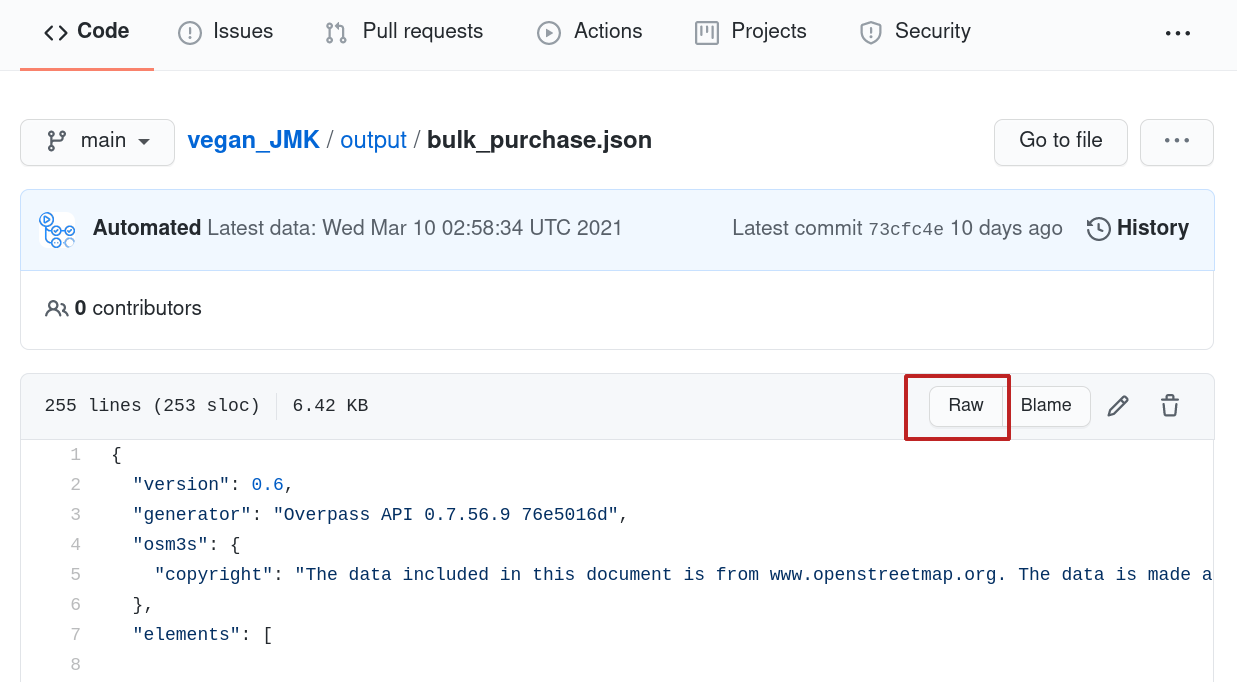 Code Issues Pull requests Actions Projects Security ...
main vegan_JMK / output / bulk_purchase.json Go to file ...
Automated Latest data: Wed Mar 10 02:58:34 UTC 2021 Latest commit 73cfc4e 10 days ago History
0 contributors
255 lines (253 sloc) 6.42 KB Raw Blame
1 {
2 "version": 0.6,
3 "generator": "Overpass API 0.7.56.9 76e5016d",
4 "osm3s": {
5 "copyright": "The data included in this document is from www.openstreetmap.org. The data is made a
6 },
7 "elements": [
8